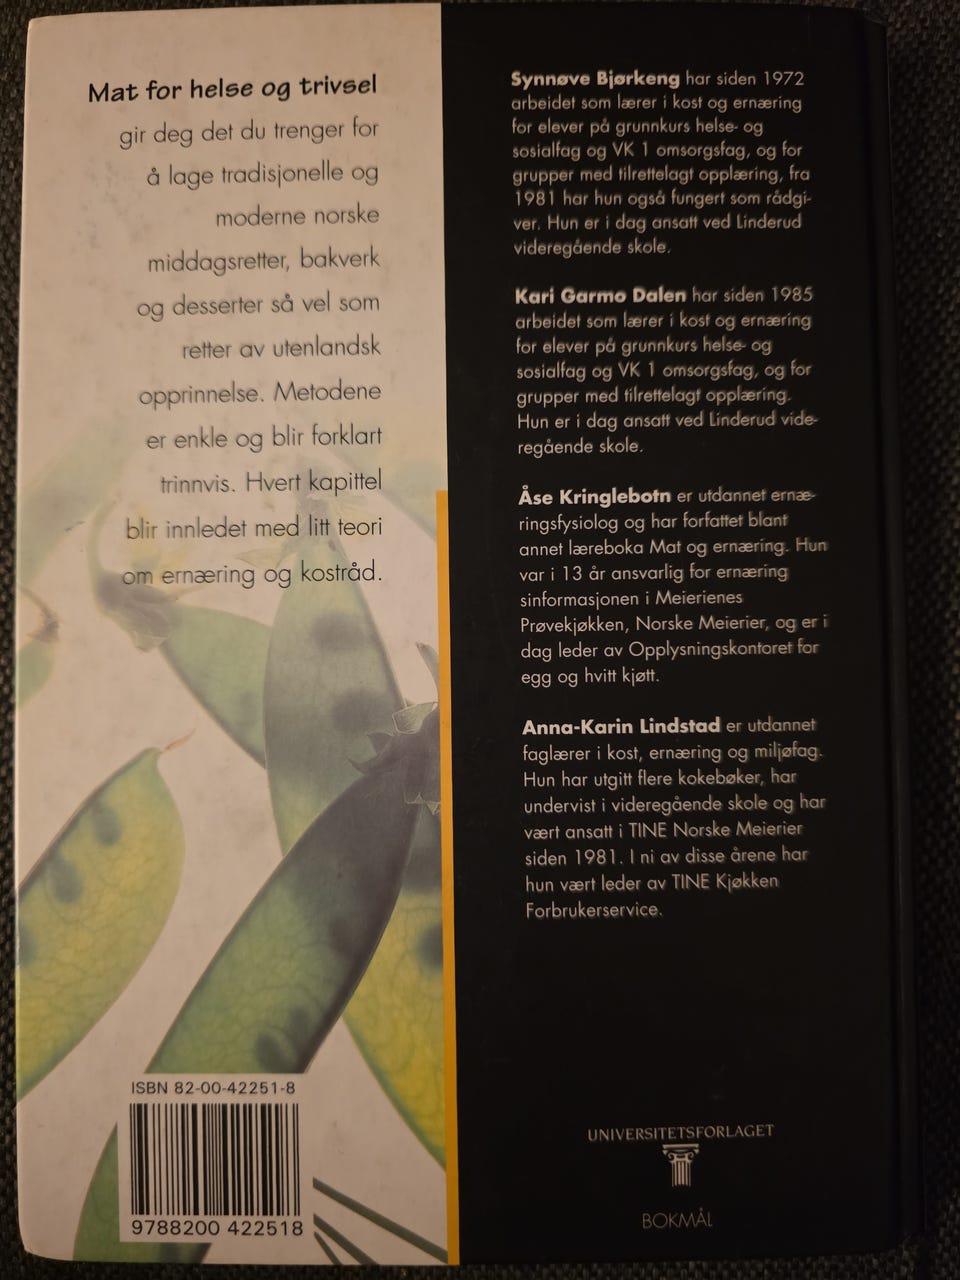 Mat for helse og trivsel
gir deg det du trenger for
å lage tradisjonelle og
moderne norske
middagsretter, bakverk
og desserter så vel som
retter av utenlandsk
opprinnelse. Metodene
er enkle og blir forklart
trinnvis. Hvert kapittel
blir innledet med litt teori
om ernæring og kostråd.
ISBN 82-00-42251-8
9788200 422518
Synnøve Bjørkeng har siden 1972
arbeidet som lærer i kost og ernæring
for elever på grunnkurs helse- og
sosialfag og VK 1 omsorgsfag, og for
grupper med tilrettelagt opplæring, fra
1981 har hun også fungert som rådgi-
ver. Hun er i dag ansatt ved Linderud
videregående skole.
Kari Garmo Dalen har siden 1985
arbeidet som lærer i kost og ernæring
for elever på grunnkurs helse- og
sosialfag og VK 1 omsorgsfag, og for
grupper med tilrettelagt opplæring.
Hun er i dag ansatt ved Linderud vide-
regående skole.
Åse Kringlebotn er utdannet ernæ-
ringsfysiolog og har forfattet blant
annet læreboka Mat og ernæring. Hun
var i 13 år ansvarlig for ernæring
sinformasjonen i Meierienes
Prøvekjøkken, Norske Meierier, og er i
dag leder av Opplysningskontoret for
egg og hvitt kjøtt.
Anna-Karin Lindstad er utdannet
faglærer i kost, ernæring og miljøfag.
Hun har utgitt flere kokebøker, har
undervist i videregående skole og har
vært ansatt i TINE Norske Meierier
siden 1981. I ni av disse årene har
hun vært leder av TINE Kjøkken
Forbrukerservice.
UNIVERSITETSFORLAGET
BOKMÅL